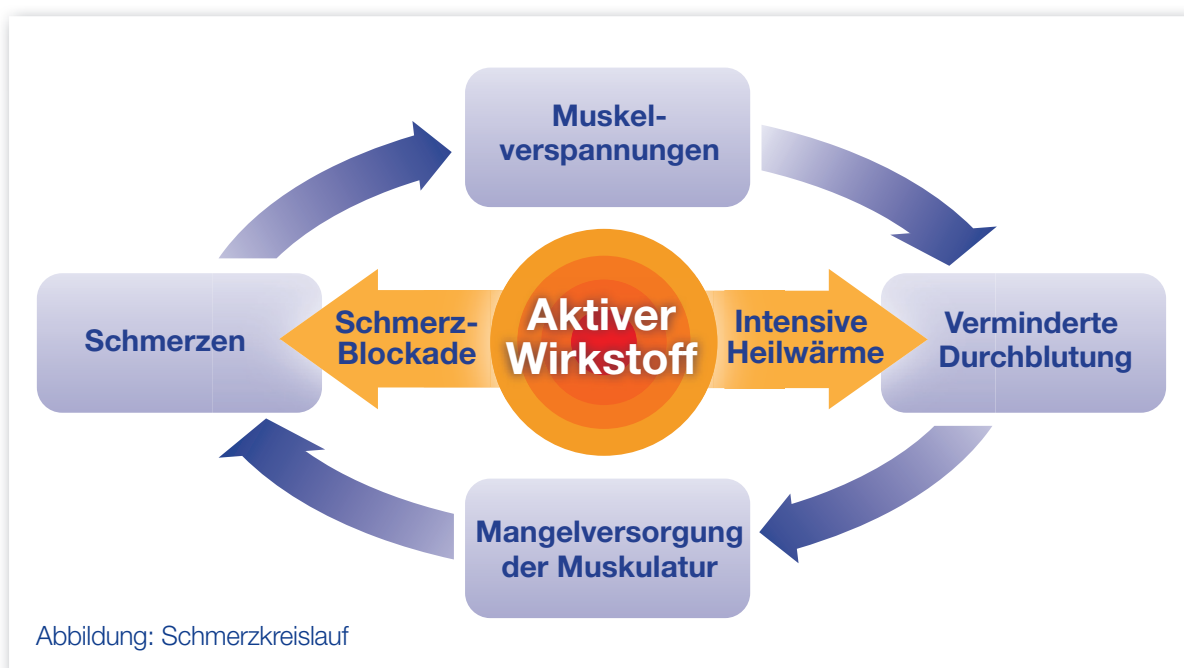 Muskel-
verspannungen
Schmerzen
Schmerz-
Blockade
Aktiver
Wirkstoff
Intensive
Heilwärme
Verminderte
Durchblutung
Mangelversorgung
der Muskulatur
Abbildung: Schmerzkreislauf